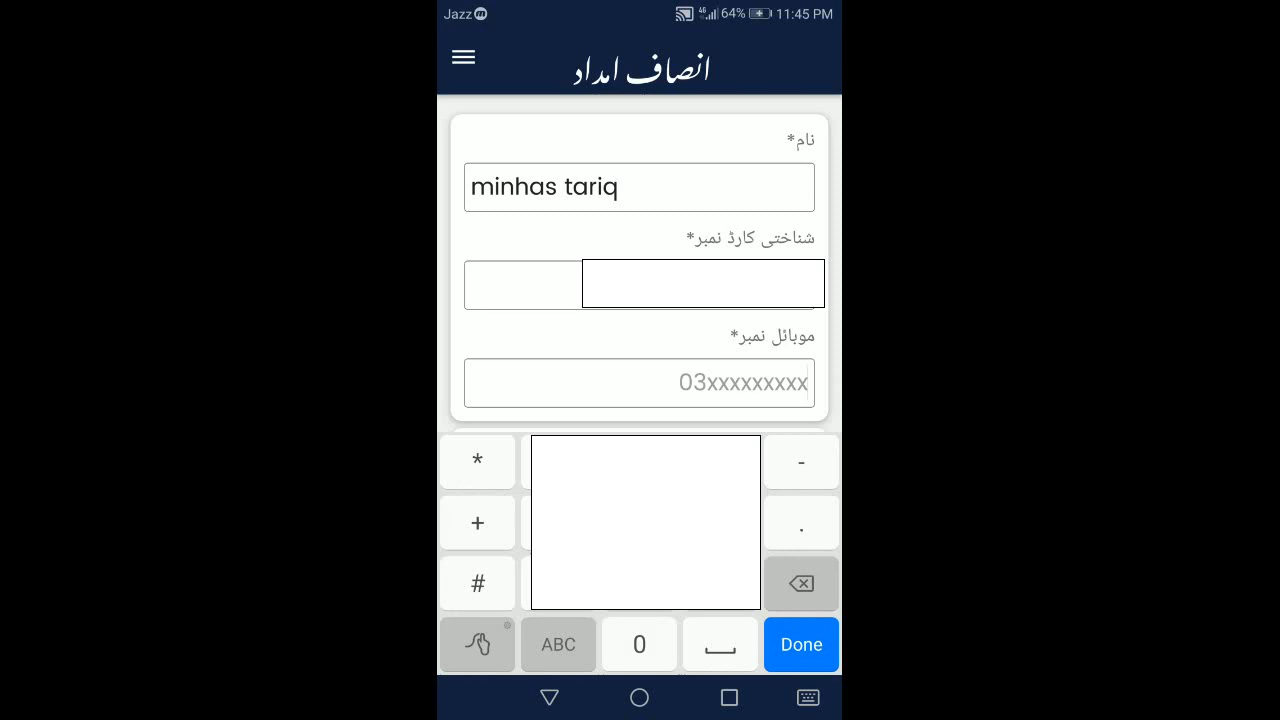 Jazz 4G 64% 11:45 PM
انصاف امداد
نام*
minhas tariq
شناختی کارڈ نمبر*
موبائل نمبر*
03xxxxxxxxx
* -
+ .
#
ABC 0 Done